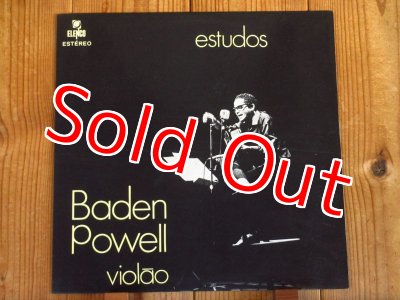 ELENCO
ESTÉREO
estudos
Sold Out
Baden
Powell
violão